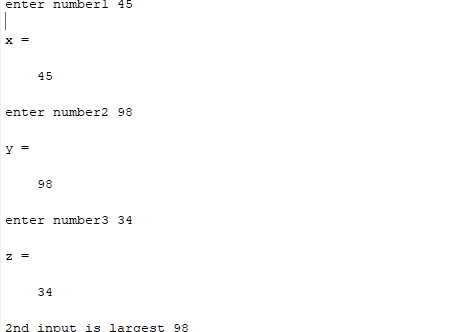 enter number1 45
x =
45
enter number2 98
y =
98
enter number3 34
z =
34
2nd input is largest 98